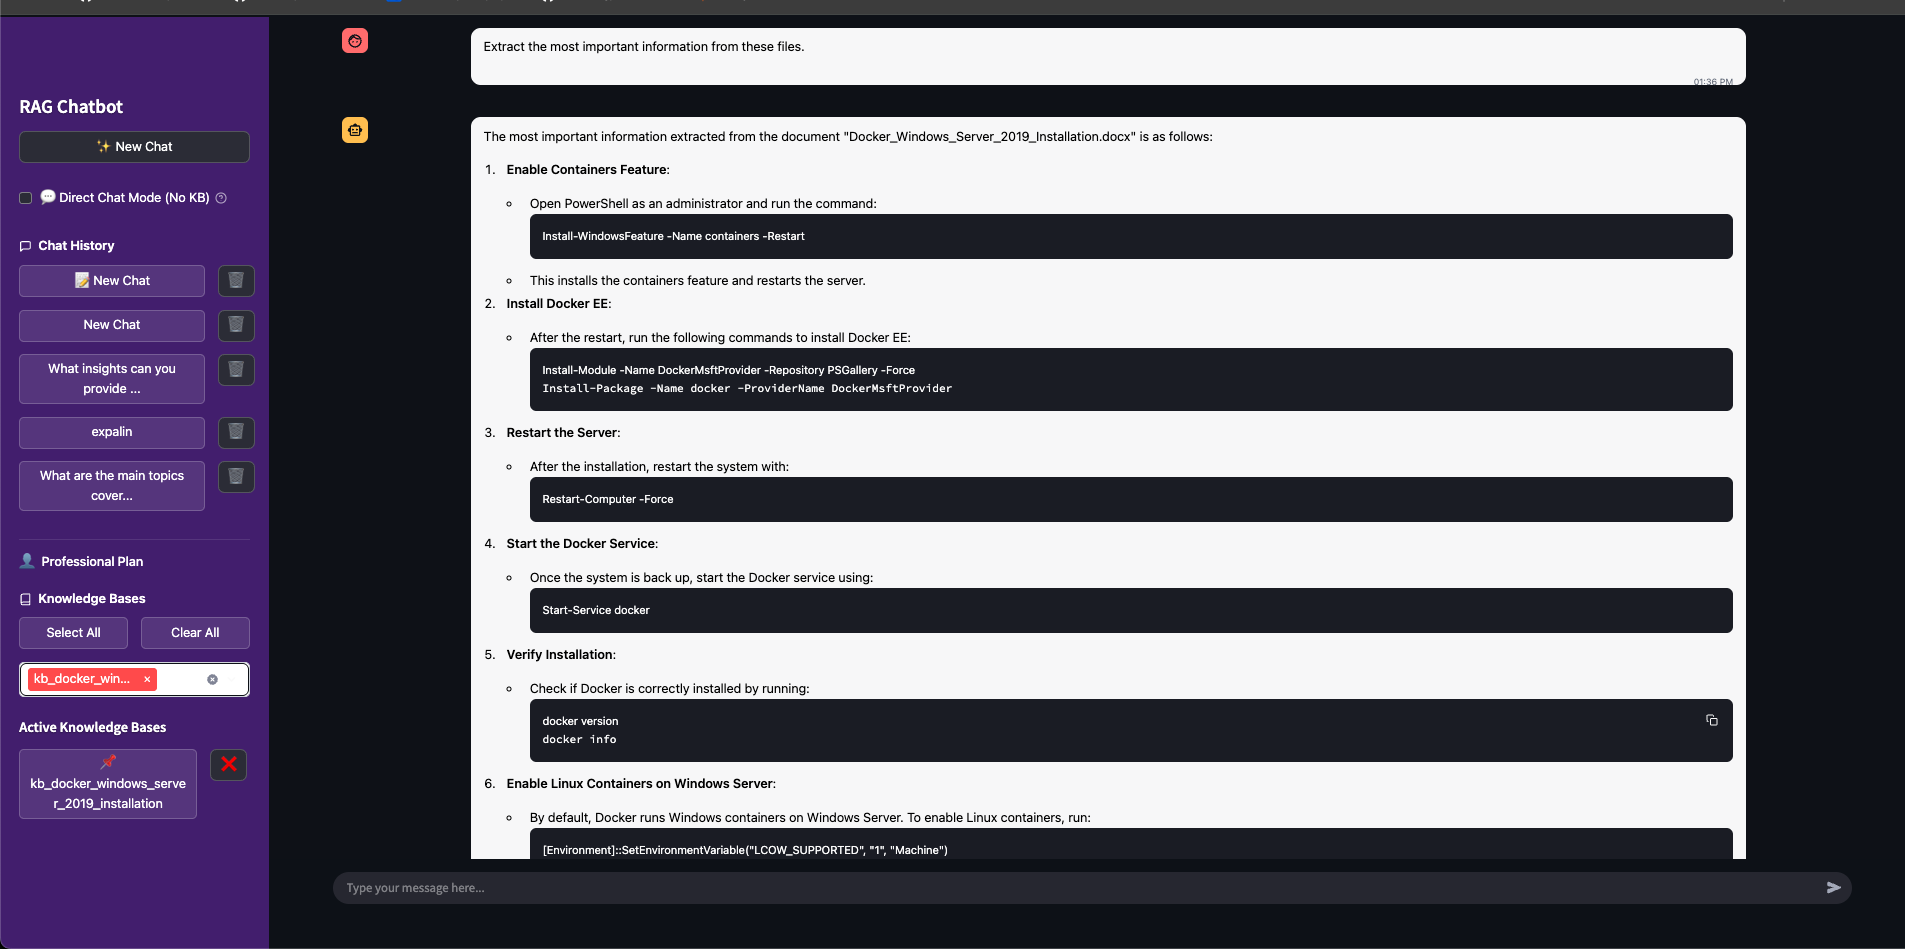 RAG Chatbot
✨ New Chat
💬 Direct Chat Mode (No KB)
Chat History
📝 New Chat
New Chat
What insights can you
provide ...
expalin
What are the main topics
cover...
Professional Plan
Knowledge Bases
Select All
Clear All
kb_docker_win... ×
Active Knowledge Bases
📌
kb_docker_windows_serve
r_2019_installation
Extract the most important information from these files.
01:36 PM
The most important information extracted from the document "Docker_Windows_Server_2019_Installation.docx" is as follows:
1. Enable Containers Feature:
Open PowerShell as an administrator and run the command:
Install-WindowsFeature -Name containers -Restart
This installs the containers feature and restarts the server.
2. Install Docker EE:
After the restart, run the following commands to install Docker EE:
Install-Module -Name DockerMsftProvider -Repository PSGallery -Force
Install-Package -Name docker -ProviderName DockerMsftProvider
3. Restart the Server:
After the installation, restart the system with:
Restart-Computer -Force
4. Start the Docker Service:
Once the system is back up, start the Docker service using:
Start-Service docker
5. Verify Installation:
Check if Docker is correctly installed by running:
docker version
docker info
6. Enable Linux Containers on Windows Server:
By default, Docker runs Windows containers on Windows Server. To enable Linux containers, run:
[Environment]::SetEnvironmentVariable("LCOW_SUPPORTED", "1", "Machine")
Type your message here...